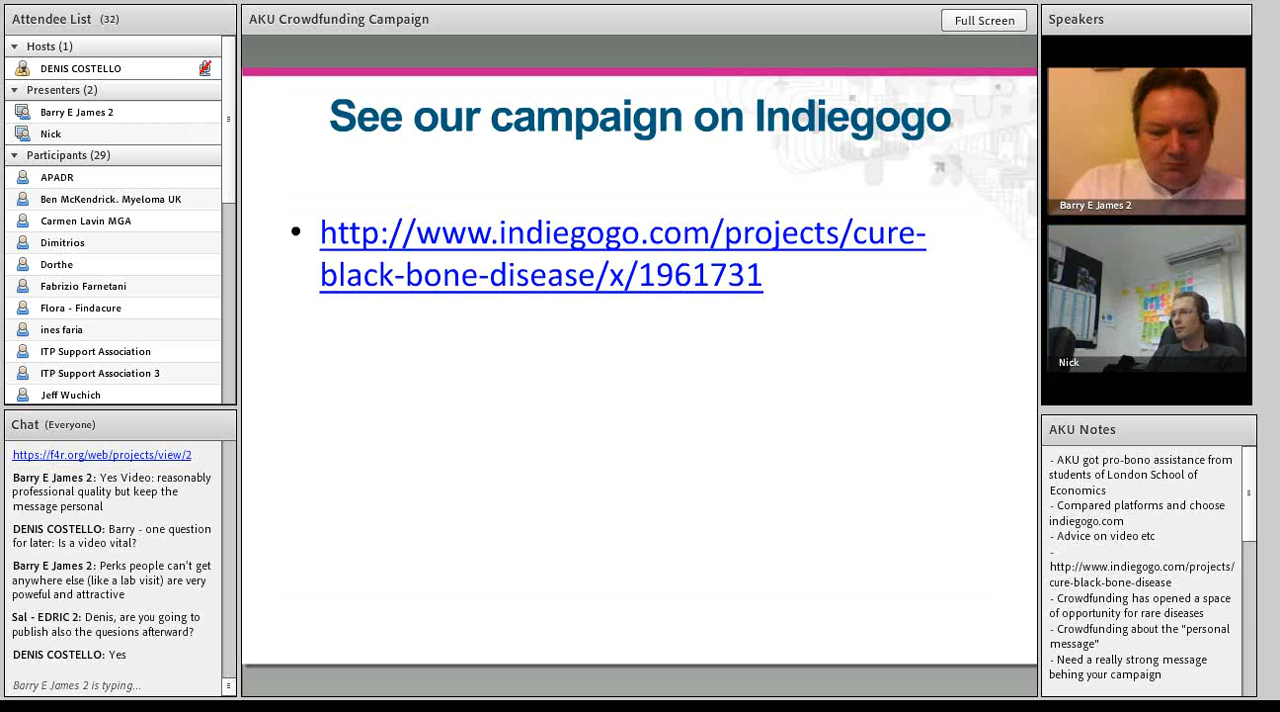 Attendee List (32)
Hosts (1)
DENIS COSTELLO
Presenters (2)
Barry E James 2
Nick
Participants (29)
APADR
Ben McKendrick. Myeloma UK
Carmen Lavin MGA
Dimitrios
Dorthe
Fabrizio Farnetani
Flora - Findacure
ines faria
ITP Support Association
ITP Support Association 3
Jeff Wuchich
Chat (Everyone)
https://f4r.org/web/projects/view/2
Barry E James 2: Yes Video: reasonably
professional quality but keep the
message personal
DENIS COSTELLO: Barry - one question
for later: Is a video vital?
Barry E James 2: Perks people can't get
anywhere else (like a lab visit) are very
poweful and attractive
Sal - EDRIC 2: Denis, are you going to
publish also the quesions afterward?
DENIS COSTELLO: Yes
Barry E James 2 is typing...
AKU Crowdfunding Campaign
Full Screen
See our campaign on Indiegogo
• http://www.indiegogo.com/projects/cure-
black-bone-disease/x/1961731
Speakers
Barry E James 2
Nick
AKU Notes
- AKU got pro-bono assistance from
students of London School of
Economics
- Compared platforms and choose
indiegogo.com
- Advice on video etc
-
http://www.indiegogo.com/projects/
cure-black-bone-disease
- Crowdfunding has opened a space
of opportunity for rare diseases
- Crowdfunding about the "personal
message"
- Need a really strong message
behing your campaign